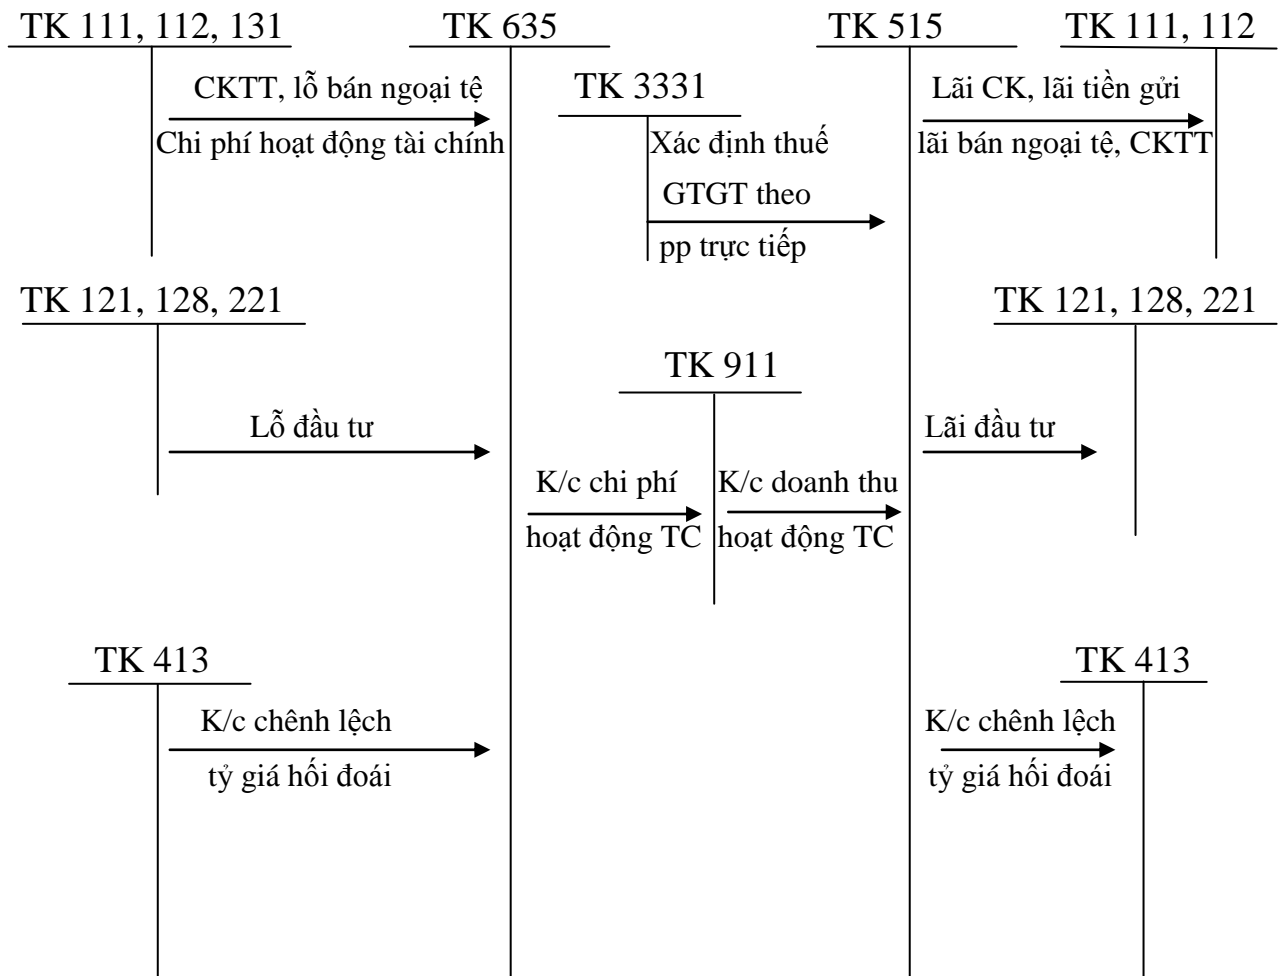 TK 111, 112, 131
TK 635
TK 515
TK 111, 112
CKTT, lỗ bán ngoại tệ
Chi phí hoạt động tài chính
TK 3331
Xác định thuế
GTGT theo
pp trực tiếp
Lãi CK, lãi tiền gửi
lãi bán ngoại tệ, CKTT
TK 121, 128, 221
TK 121, 128, 221
TK 911
Lỗ đầu tư
Lãi đầu tư
K/c chi phí
hoạt động TC
K/c doanh thu
hoạt động TC
TK 413
TK 413
K/c chênh lệch
tỷ giá hối đoái
K/c chênh lệch
tỷ giá hối đoái